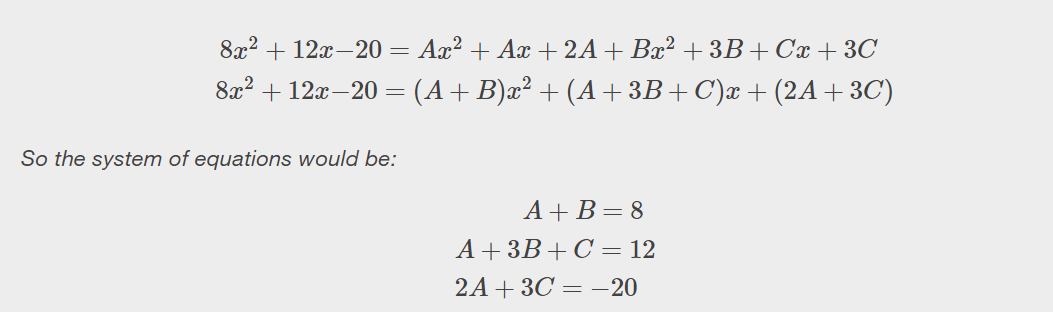 8x² + 12x−20 = Ax² + Ax + 2A + Bx² + 3B + Cx + 3C
8x² + 12x−20 = (A + B)x² + (A + 3B + C)x + (2A + 3C)
So the system of equations would be:
A + B = 8
A + 3B + C = 12
2A + 3C = −20